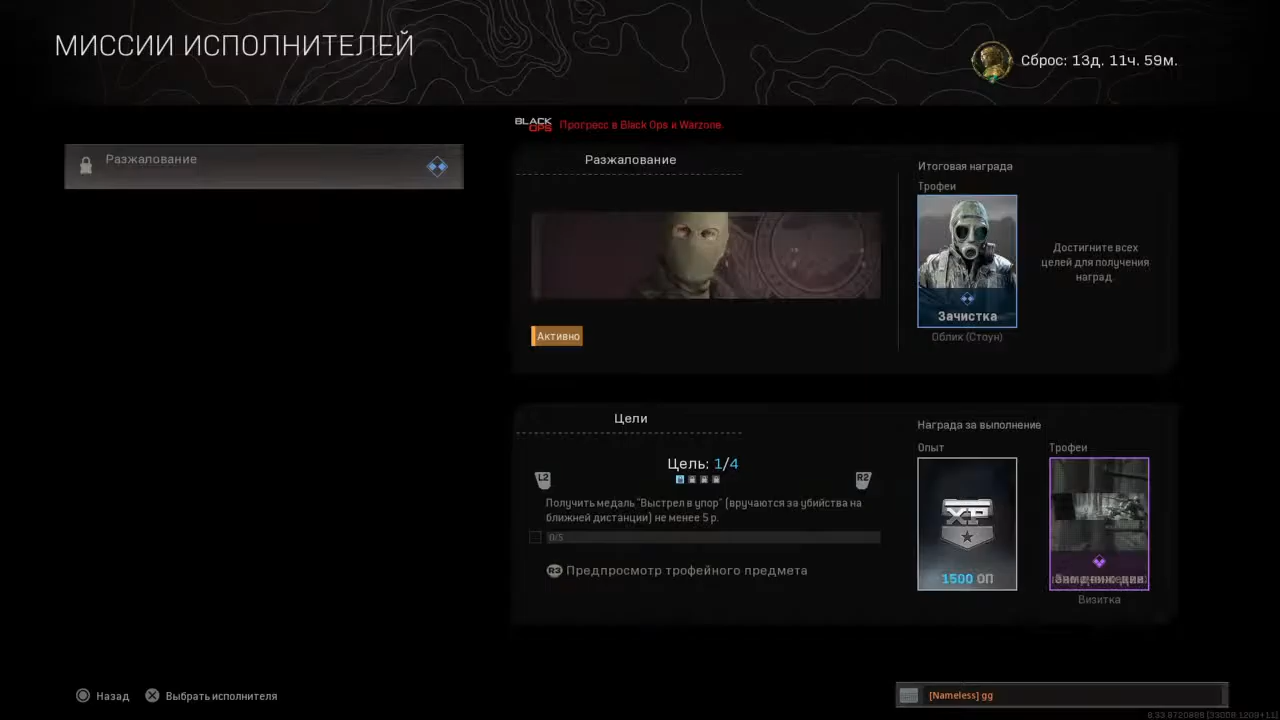 МИССИИ ИСПОЛНИТЕЛЕЙ
Сброс: 13д. 11ч. 59м.
BLACK OPS Прогресс в Black Ops и Warzone.
Разжалование
Разжалование
Итоговая награда
Трофеи
Достигните всех
целей для получения
наград.
Зачистка
Облик (Стоун)
Активно
Цели
Награда за выполнение
Опыт
Трофеи
Цель: 1/4
L2
R2
Получить медаль "Выстрел в упор" (вручаются за убийства на
ближней дистанции) не менее 5 р.
0/5
R3 Предпросмотр трофейного предмета
XP
1500 ОП
Визитка
Назад
Выбрать исполнителя
[Nameless] gg